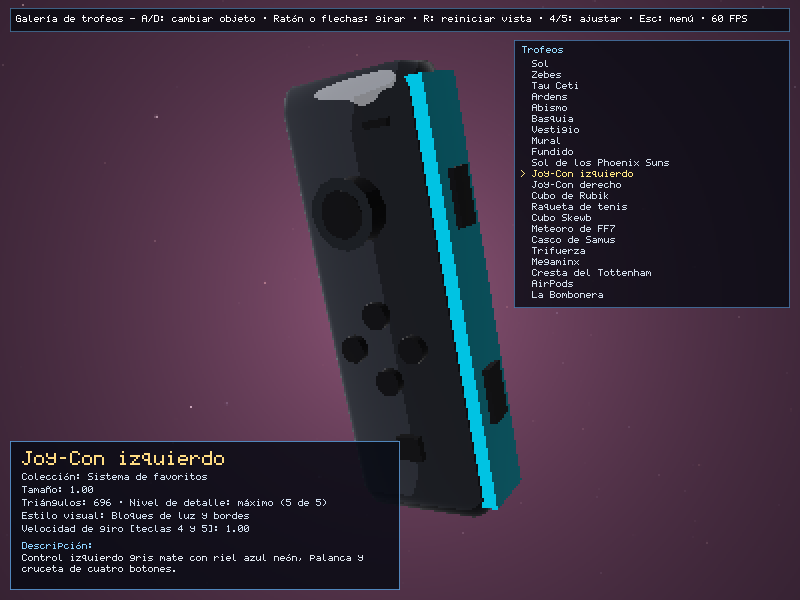 Galería de trofeos - A/D: cambiar objeto • Ratón o flechas: girar • R: reiniciar vista • 4/5: ajustar • Esc: menú • 60 FPS
Trofeos
Sol
Zebes
Tau Ceti
Ardens
Abismo
Basquia
Vestigio
Mural
Fundido
Sol de los Phoenix Suns
> Joy-Con izquierdo
Joy-Con derecho
Cubo de Rubik
Raqueta de tenis
Cubo Skewb
Meteoro de FF7
Casco de Samus
Trifuerza
Megaminx
Cresta del Tottenham
AirPods
La Bombonera
Joy-Con izquierdo
Colección: Sistema de favoritos
Tamaño: 1.00
Triángulos: 696 • Nivel de detalle: máximo (5 de 5)
Estilo visual: Bloques de luz y bordes
Velocidad de giro [teclas 4 y 5]: 1.00
Descripción:
Control izquierdo gris mate con riel azul neón, palanca y
cruceta de cuatro botones.